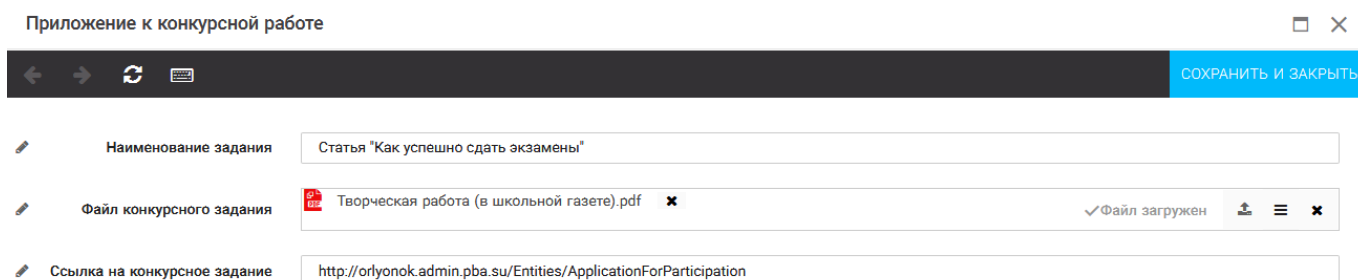 Приложение к конкурсной работе
СОХРАНИТЬ И ЗАКРЫТЬ
Наименование задания Статья "Как успешно сдать экзамены"
Файл конкурсного задания Творческая работа (в школьной газете).pdf Файл загружен
Ссылка на конкурсное задание http://orlyonok.admin.pba.su/Entities/ApplicationForParticipation